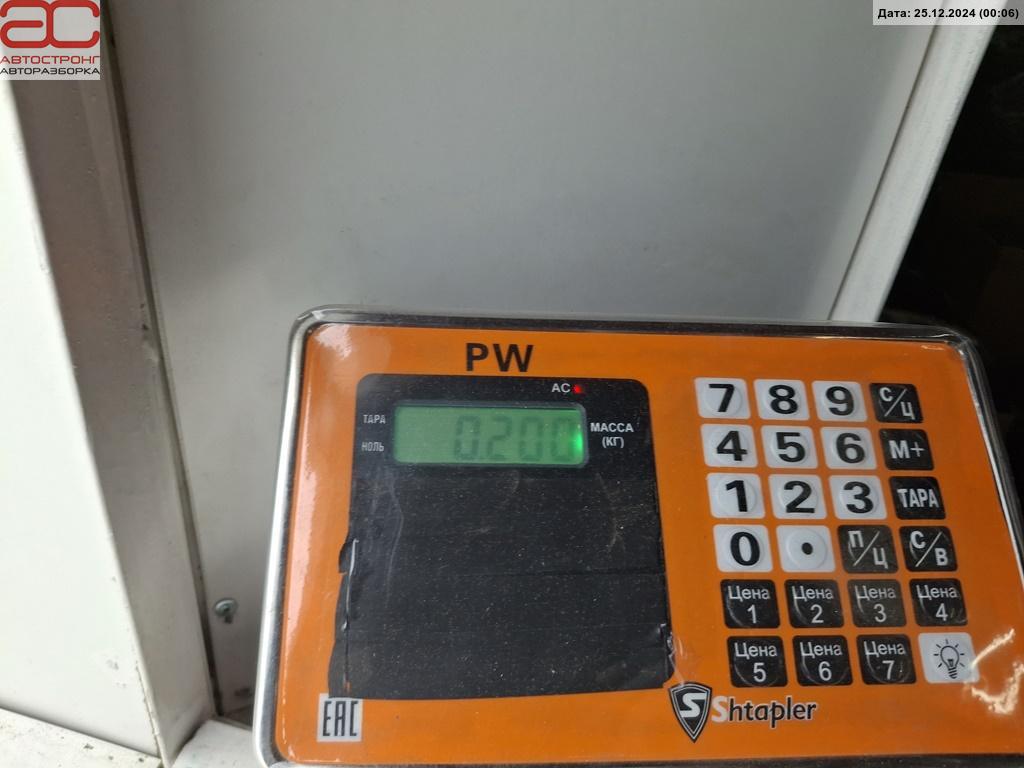 АВТОСТРОНГ
АВТОРАЗБОРКА
Дата: 25.12.2024 (00:06)
PW
AC
ТАРА
НОЛЬ
0.200
МАССА
(КГ)
7 8 9 С/Ц
4 5 6 М+
1 2 3 ТАРА
0 • П/Ц С/В
Цена 1 Цена 2 Цена 3 Цена 4
Цена 5 Цена 6 Цена 7
EAC
Shtapler